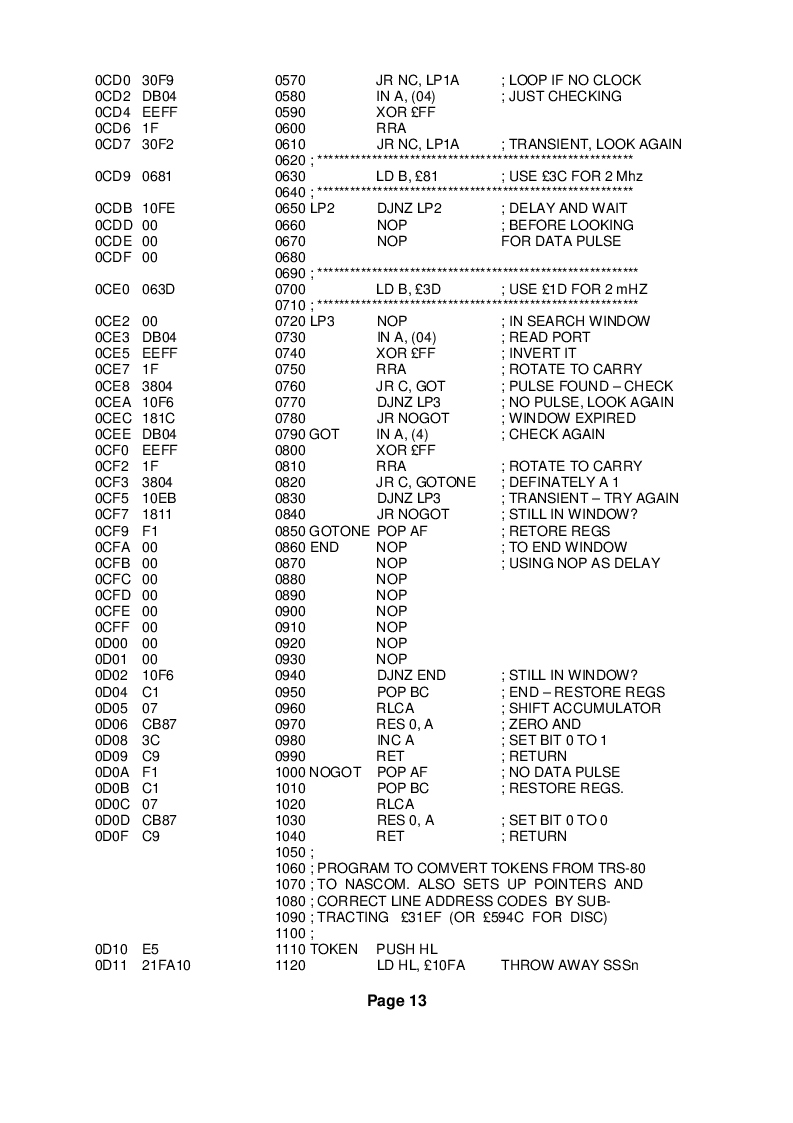 0CD0 30F9 0570 JR NC, LP1A ; LOOP IF NO CLOCK
0CD2 DB04 0580 IN A, (04) ; JUST CHECKING
0CD4 EEFF 0590 XOR £FF
0CD6 1F 0600 RRA
0CD7 30F2 0610 JR NC, LP1A ; TRANSIENT, LOOK AGAIN
0620 ; **********************************************************
0CD9 0681 0630 LD B, £81 ; USE £3C FOR 2 Mhz
0640 ; **********************************************************
0CDB 10FE 0650 LP2 DJNZ LP2 ; DELAY AND WAIT
0CDD 00 0660 NOP ; BEFORE LOOKING
0CDE 00 0670 NOP FOR DATA PULSE
0CDF 00 0680
0690 ; ***********************************************************
0CE0 063D 0700 LD B, £3D ; USE £1D FOR 2 mHZ
0710 ; ***********************************************************
0CE2 00 0720 LP3 NOP ; IN SEARCH WINDOW
0CE3 DB04 0730 IN A, (04) ; READ PORT
0CE5 EEFF 0740 XOR £FF ; INVERT IT
0CE7 1F 0750 RRA ; ROTATE TO CARRY
0CE8 3804 0760 JR C, GOT ; PULSE FOUND – CHECK
0CEA 10F6 0770 DJNZ LP3 ; NO PULSE, LOOK AGAIN
0CEC 181C 0780 JR NOGOT ; WINDOW EXPIRED
0CEE DB04 0790 GOT IN A, (4) ; CHECK AGAIN
0CF0 EEFF 0800 XOR £FF
0CF2 1F 0810 RRA ; ROTATE TO CARRY
0CF3 3804 0820 JR C, GOTONE ; DEFINATELY A 1
0CF5 10EB 0830 DJNZ LP3 ; TRANSIENT – TRY AGAIN
0CF7 1811 0840 JR NOGOT ; STILL IN WINDOW?
0CF9 F1 0850 GOTONE POP AF ; RETORE REGS
0CFA 00 0860 END NOP ; TO END WINDOW
0CFB 00 0870 NOP ; USING NOP AS DELAY
0CFC 00 0880 NOP
0CFD 00 0890 NOP
0CFE 00 0900 NOP
0CFF 00 0910 NOP
0D00 00 0920 NOP
0D01 00 0930 NOP
0D02 10F6 0940 DJNZ END ; STILL IN WINDOW?
0D04 C1 0950 POP BC ; END – RESTORE REGS
0D05 07 0960 RLCA ; SHIFT ACCUMULATOR
0D06 CB87 0970 RES 0, A ; ZERO AND
0D08 3C 0980 INC A ; SET BIT 0 TO 1
0D09 C9 0990 RET ; RETURN
0D0A F1 1000 NOGOT POP AF ; NO DATA PULSE
0D0B C1 1010 POP BC ; RESTORE REGS.
0D0C 07 1020 RLCA
0D0D CB87 1030 RES 0, A ; SET BIT 0 TO 0
0D0F C9 1040 RET ; RETURN
1050 ;
1060 ; PROGRAM TO COMVERT TOKENS FROM TRS-80
1070 ; TO NASCOM. ALSO SETS UP POINTERS AND
1080 ; CORRECT LINE ADDRESS CODES BY SUB-
1090 ; TRACTING £31EF (OR £594C FOR DISC)
1100 ;
0D10 E5 1110 TOKEN PUSH HL
0D11 21FA10 1120 LD HL, £10FA THROW AWAY SSSn
Page 13